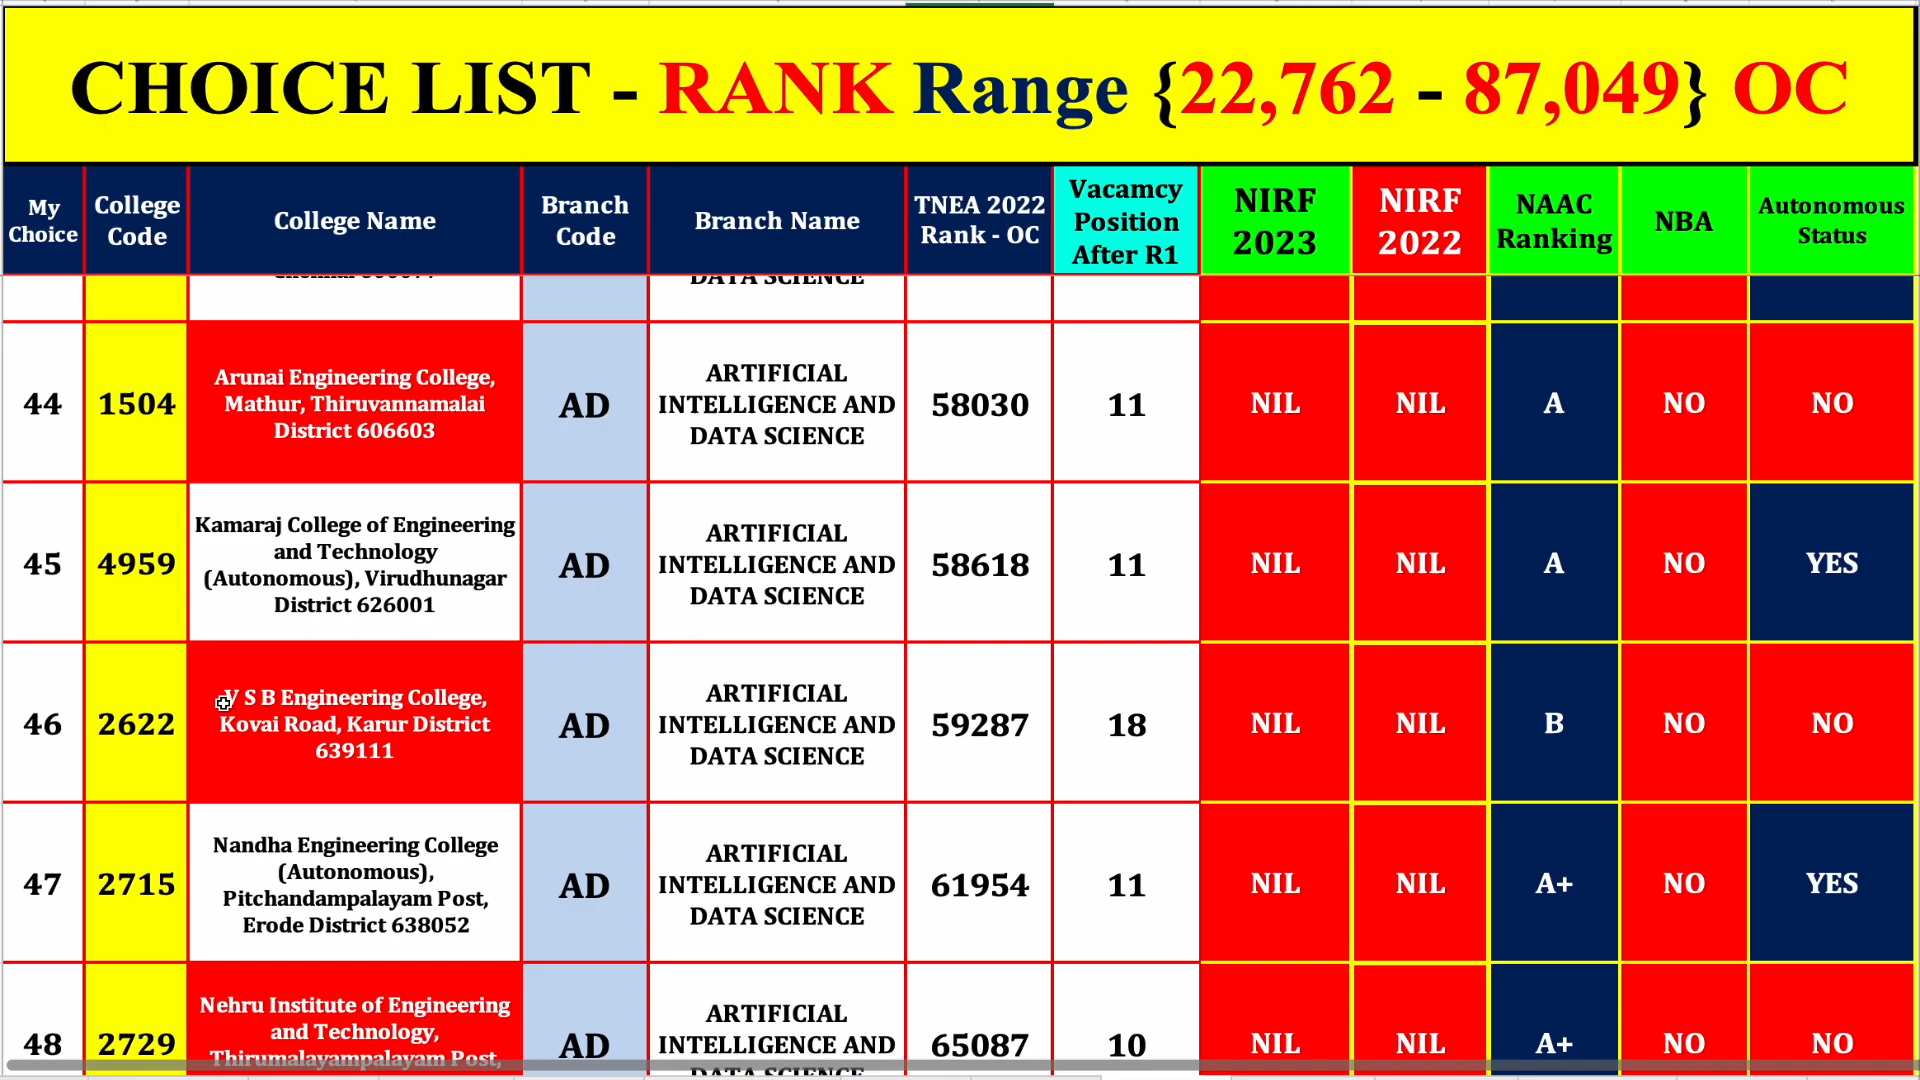 CHOICE LIST - RANK Range {22,762 - 87,049} OC
My
Choice
College
Code
College Name
Branch
Code
Branch Name
TNEA 2022
Rank - OC
Vacamcy
Position
After R1
NIRF
2023
NIRF
2022
NAAC
Ranking
NBA
Autonomous
Status
DATA SCIENCE
44
1504
Arunai Engineering College,
Mathur, Thiruvannamalai
District 606603
AD
ARTIFICIAL
INTELLIGENCE AND
DATA SCIENCE
58030
11
NIL
NIL
A
NO
NO
45
4959
Kamaraj College of Engineering
and Technology
(Autonomous), Virudhunagar
District 626001
AD
ARTIFICIAL
INTELLIGENCE AND
DATA SCIENCE
58618
11
NIL
NIL
A
NO
YES
46
2622
V S B Engineering College,
Kovai Road, Karur District
639111
AD
ARTIFICIAL
INTELLIGENCE AND
DATA SCIENCE
59287
18
NIL
NIL
B
NO
NO
47
2715
Nandha Engineering College
(Autonomous),
Pitchandampalayam Post,
Erode District 638052
AD
ARTIFICIAL
INTELLIGENCE AND
DATA SCIENCE
61954
11
NIL
NIL
A+
NO
YES
48
2729
Nehru Institute of Engineering
and Technology,
Thirumalayampalayam Post,
AD
ARTIFICIAL
INTELLIGENCE AND
DATA SCIENCE
65087
10
NIL
NIL
A+
NO
NO